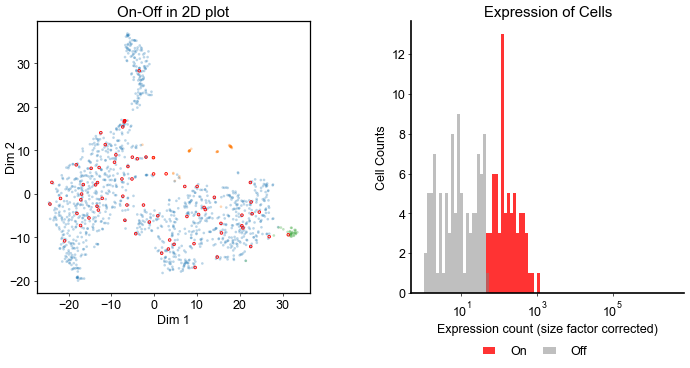 On-Off in 2D plot
Dim 2
30
20
10
0
−10
−20
−20 −10 0 10 20 30
Dim 1
Expression of Cells
Cell Counts
12
10
8
6
4
2
0
10^1 10^3 10^5
Expression count (size factor corrected)
On Off